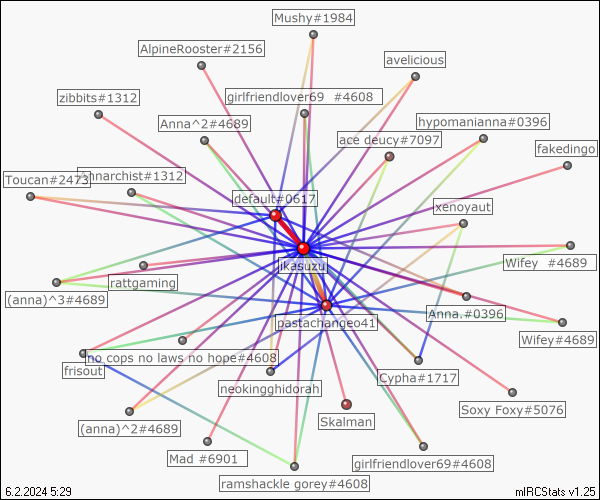 Mushy#1984
AlpineRooster#2156
avelicious
zibbits#1312
girlfriendlover69 #4608
Anna^2#4689
hypomanianna#0396
ace deucy#7097
fakedingo
Toucan#2473
nnarchist#1312
default#0617
xenoyaut
jkasuzu
rattgaming
Wifey #4689
(anna)^3#4689
Anna.#0396
pastachangeo41
Wifey#4689
no cops no laws no hope#4608
frisout
neokingghidorah
Cypha#1717
Soxy Foxy#5076
Skalman
(anna)^2#4689
Mad #6901
girlfriendlover69#4608
ramshackle gorey#4608
6.2.2024 5:29
mIRCStats v1.25